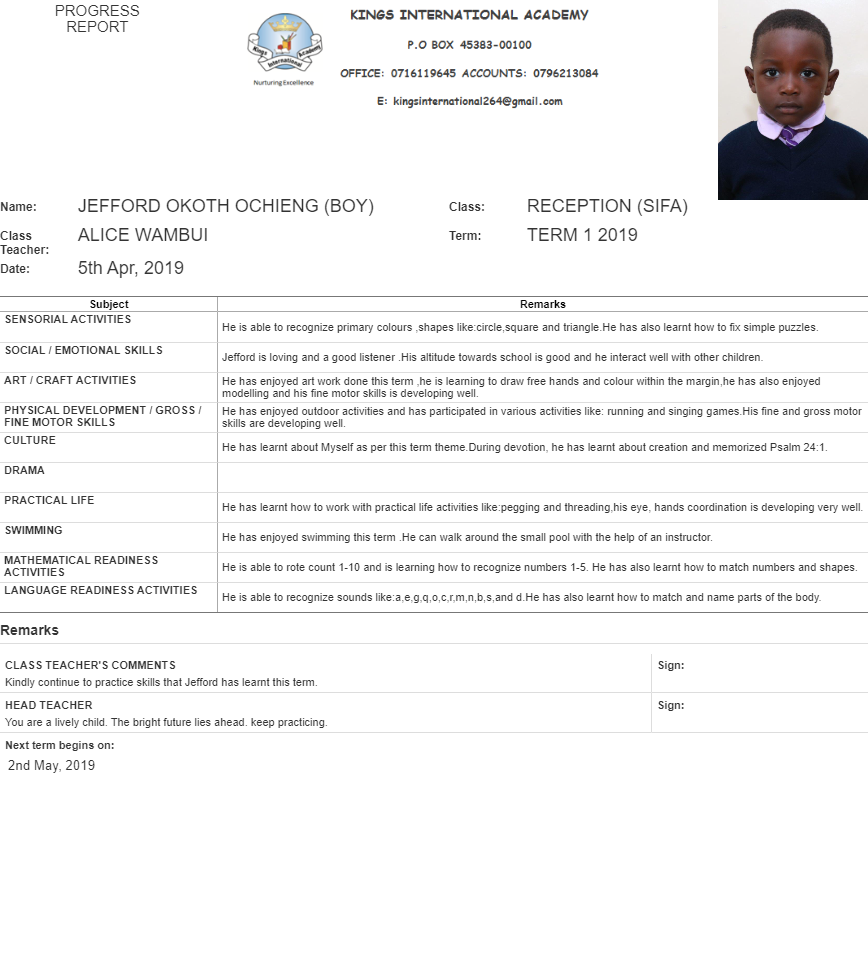 PROGRESS
REPORT
KINGS INTERNATIONAL ACADEMY
P.O BOX 45383-00100
OFFICE: 0716119645 ACCOUNTS: 0796213084
E: kingsinternational264@gmail.com
Kings International Academy
Nurturing Excellence
Name: JEFFORD OKOTH OCHIENG (BOY) Class: RECEPTION (SIFA)
Class Teacher: ALICE WAMBUI Term: TERM 1 2019
Date: 5th Apr, 2019
Subject Remarks
SENSORIAL ACTIVITIES
He is able to recognize primary colours ,shapes like:circle,square and triangle.He has also learnt how to fix simple puzzles.
SOCIAL / EMOTIONAL SKILLS
Jefford is loving and a good listener .His altitude towards school is good and he interact well with other children.
ART / CRAFT ACTIVITIES
He has enjoyed art work done this term ,he is learning to draw free hands and colour within the margin,he has also enjoyed
modelling and his fine motor skills is developing well.
PHYSICAL DEVELOPMENT / GROSS /
FINE MOTOR SKILLS
He has enjoyed outdoor activities and has participated in various activities like: running and singing games.His fine and gross motor
skills are developing well.
CULTURE
He has learnt about Myself as per this term theme.During devotion, he has learnt about creation and memorized Psalm 24:1.
DRAMA
PRACTICAL LIFE
He has learnt how to work with practical life activities like:pegging and threading,his eye, hands coordination is developing very well.
SWIMMING
He has enjoyed swimming this term .He can walk around the small pool with the help of an instructor.
MATHEMATICAL READINESS
ACTIVITIES
He is able to rote count 1-10 and is learning how to recognize numbers 1-5. He has also learnt how to match numbers and shapes.
LANGUAGE READINESS ACTIVITIES
He is able to recognize sounds like:a,e,g,q,o,c,r,m,n,b,s,and d.He has also learnt how to match and name parts of the body.
Remarks
CLASS TEACHER'S COMMENTS Sign:
Kindly continue to practice skills that Jefford has learnt this term.
HEAD TEACHER Sign:
You are a lively child. The bright future lies ahead. keep practicing.
Next term begins on:
2nd May, 2019